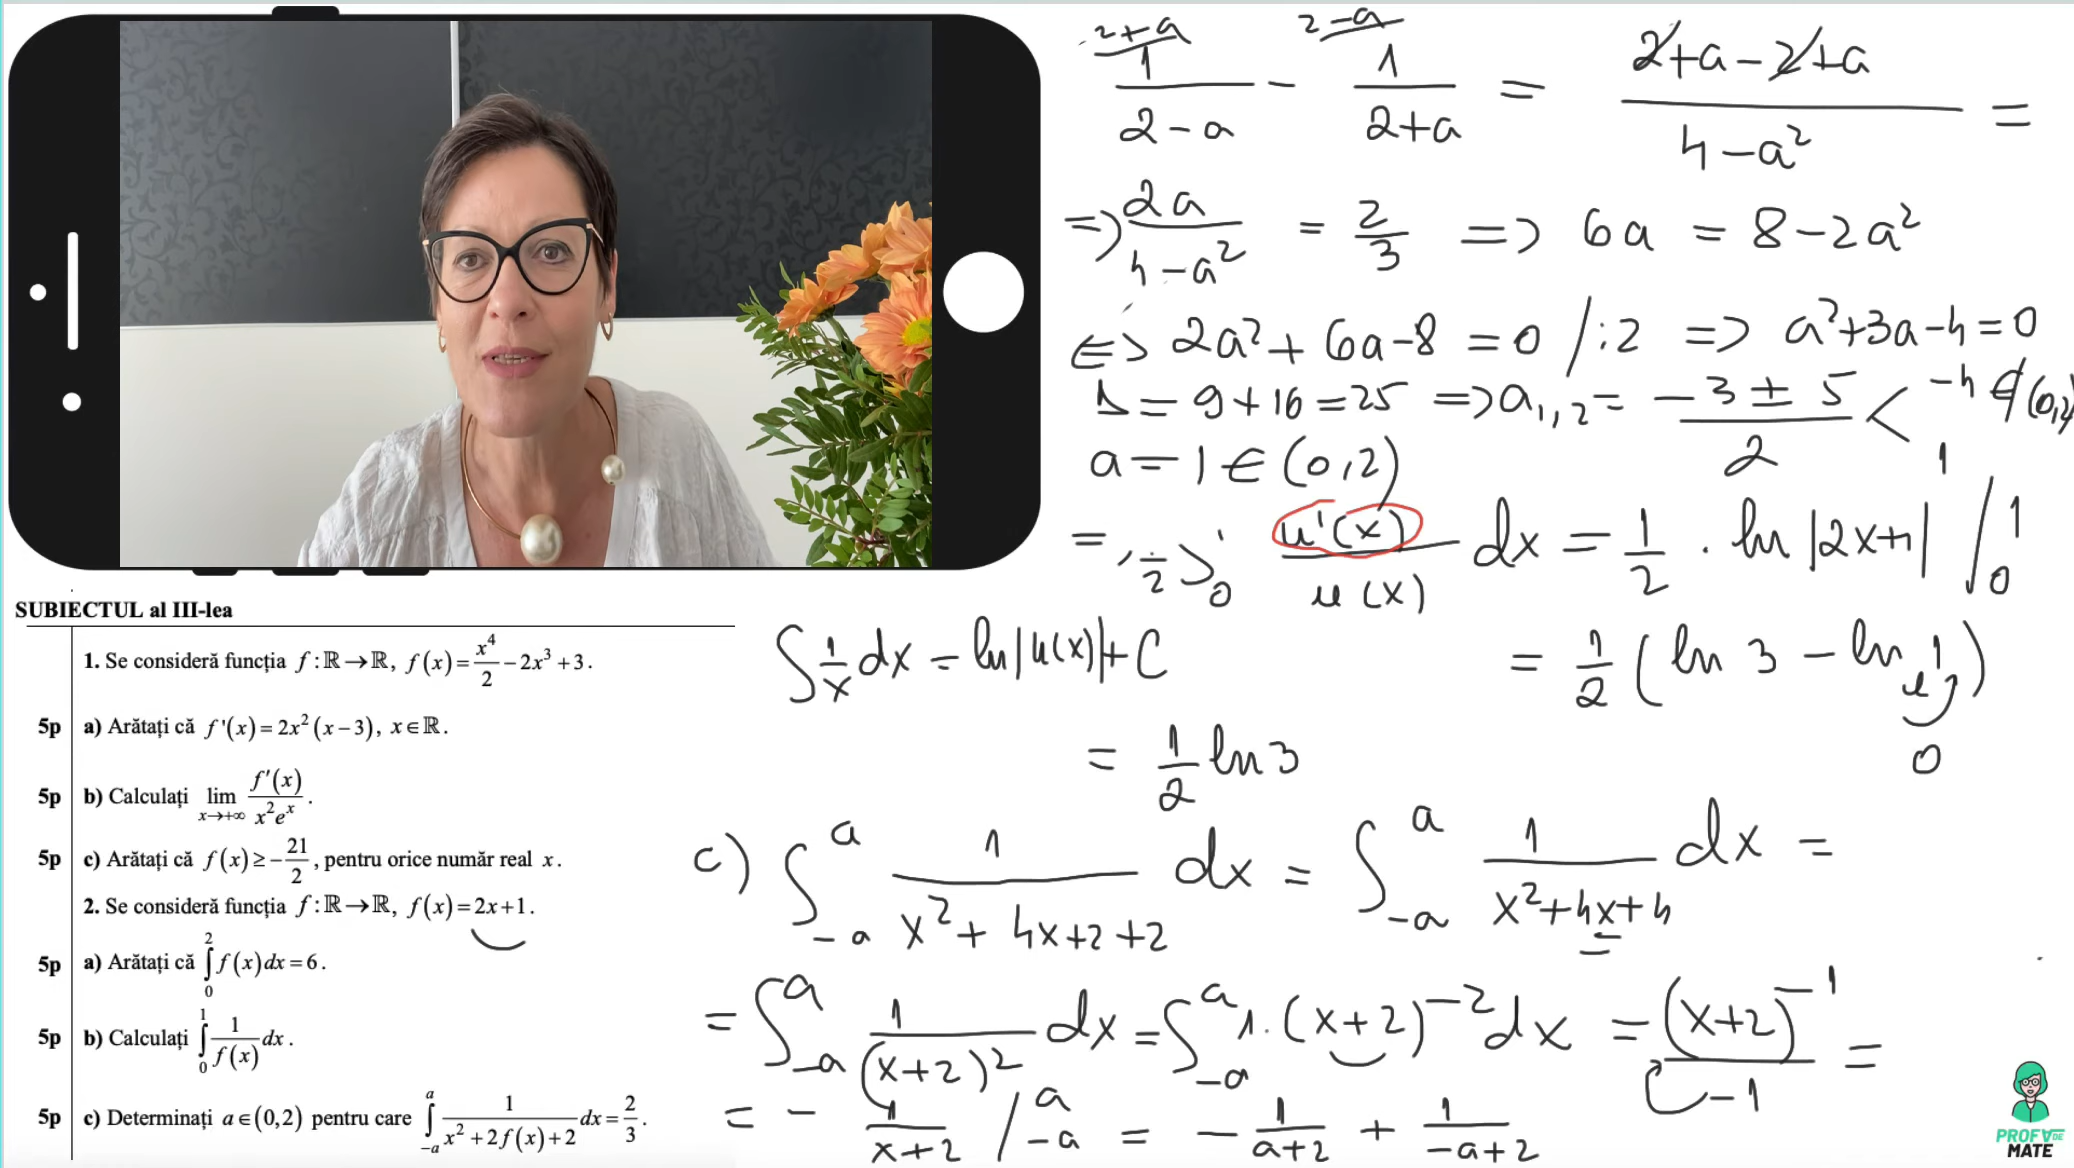 2+a 2-a
1/(2-a) - 1/(2+a) = (2+a-2+a)/(4-a²) =
=> 2a/(4-a²) = 2/3 => 6a = 8-2a²
<=> 2a²+6a-8=0 /:2 => a²+3a-4=0
Δ=9+16=25 => a₁,₂= (-3±5)/2 < -4 ∉(0,2)
1
a=1∈(0,2)
= 1/2 ∫₀¹ u'(x)/u(x) dx = 1/2 · ln|2x+1| /₀¹
∫ 1/x dx = ln|u(x)|+C
= 1/2 (ln 3 - ln 1)
0
= 1/2 ln 3
c) ∫₋ₐᵃ 1/(x²+4x+2+2) dx = ∫₋ₐᵃ 1/(x²+4x+4) dx =
= ∫₋ₐᵃ 1/(x+2)² dx = ∫₋ₐᵃ 1·(x+2)⁻² dx = (x+2)⁻¹/-1 =
= - 1/(x+2) /₋ₐᵃ = - 1/(a+2) + 1/(-a+2)
SUBIECTUL al III-lea
1. Se consideră funcția f:ℝ→ℝ, f(x)=x⁴/2-2x³+3.
5p a) Arătați că f'(x)=2x²(x-3), x∈ℝ.
5p b) Calculați lim x→+∞ f'(x)/(x²eˣ).
5p c) Arătați că f(x)≥-21/2, pentru orice număr real x.
2. Se consideră funcția f:ℝ→ℝ, f(x)=2x+1.
5p a) Arătați că ∫₀² f(x)dx=6.
5p b) Calculați ∫₀¹ 1/f(x) dx.
5p c) Determinați a∈(0,2) pentru care ∫₋ₐᵃ 1/(x²+2f(x)+2) dx=2/3.
PROFA DE
MATE